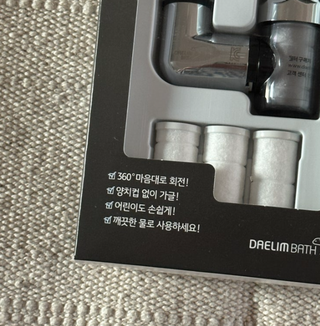 360° 마음대로 회전!
양치컵 없이 가글!
어린이도 손쉽게!
깨끗한 물로 사용하세요!
DAELIM BATH